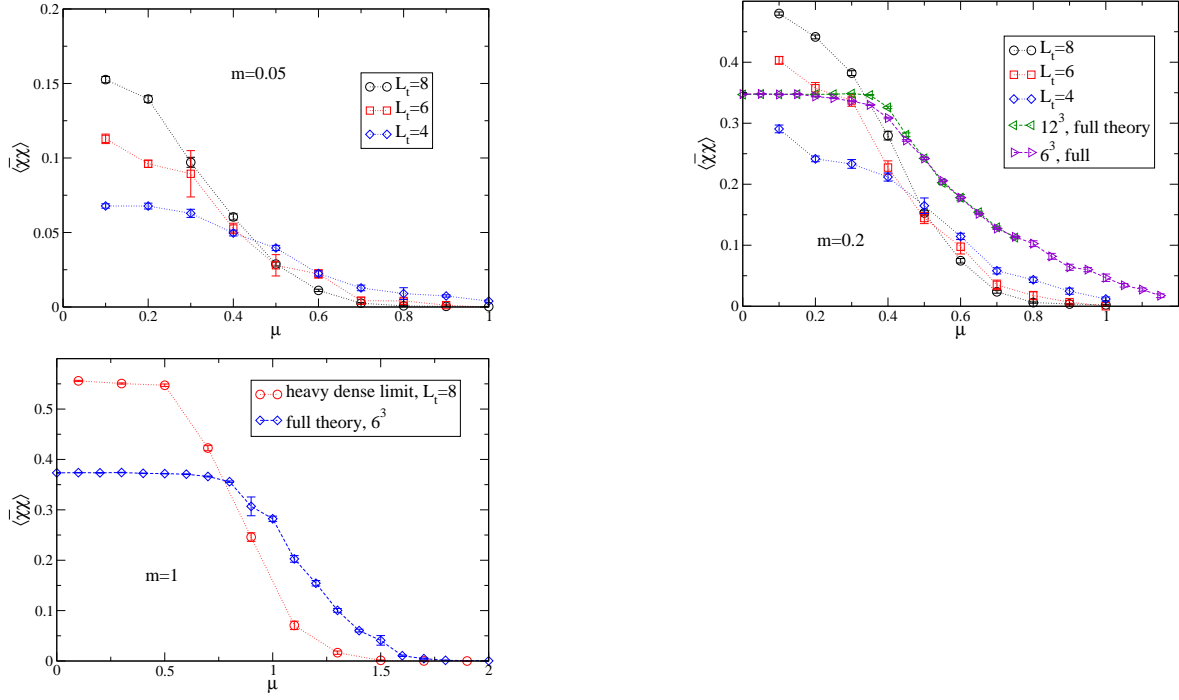 0.2
0.15
0.1
0.05
0
⟨χ̄χ⟩
m=0.05
L_t=8
L_t=6
L_t=4
0 0.2 0.4 0.6 0.8 1
μ
0.2
0.4
0.3
0.2
0.1
0
⟨χ̄χ⟩
L_t=8
L_t=6
L_t=4
12^3, full theory
6^3, full
m=0.2
0 0.2 0.4 0.6 0.8 1
μ
0.5
0.4
0.3
0.2
0.1
0
⟨χ̄χ⟩
heavy dense limit, L_t=8
full theory, 6^3
m=1
0 0.5 1 1.5 2
μ